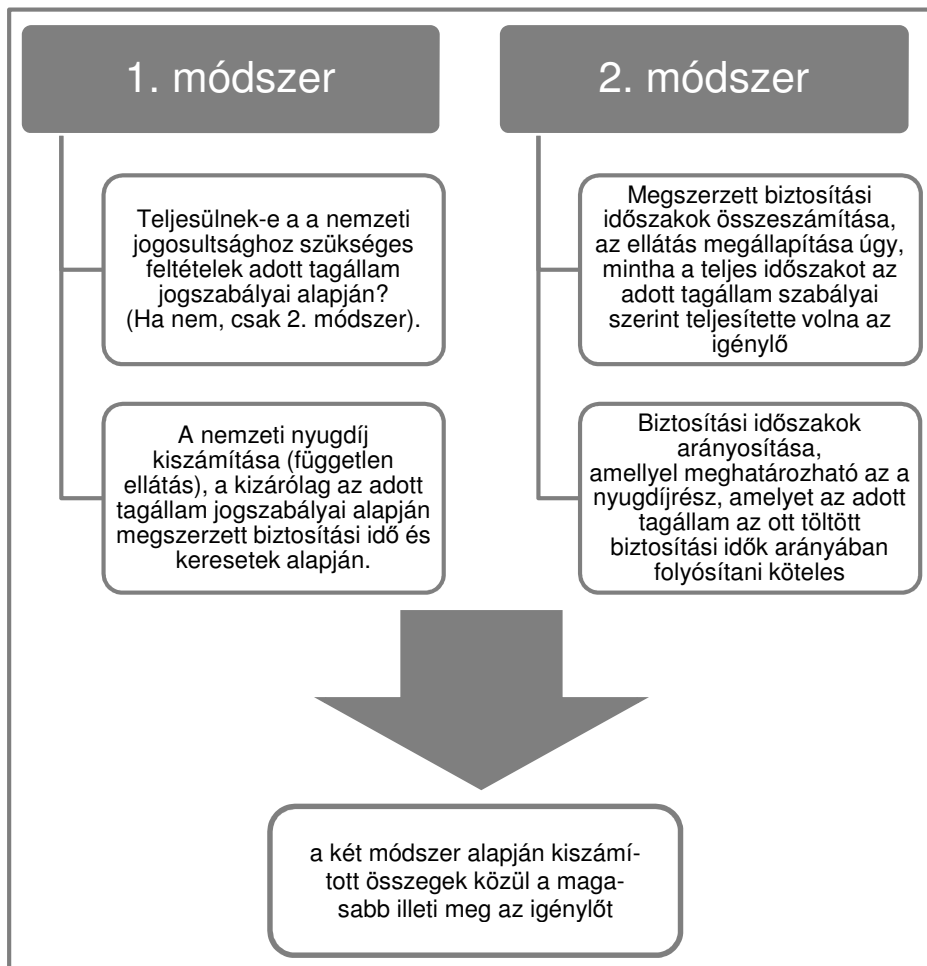 1. módszer
Teljesülnek-e a a nemzeti
jogosultsághoz szükséges
feltételek adott tagállam
jogszabályai alapján?
(Ha nem, csak 2. módszer).
A nemzeti nyugdíj
kiszámítása (független
ellátás), a kizárólag az adott
tagállam jogszabályai alapján
megszerzett biztosítási idő és
keresetek alapján.
2. módszer
Megszerzett biztosítási
időszakok összeszámítása,
az ellátás megállapítása úgy,
mintha a teljes időszakot az
adott tagállam szabályai
szerint teljesítette volna az
igénylő
Biztosítási időszakok
arányosítása,
amellyel meghatározható az a
nyugdíjrész, amelyet az adott
tagállam az ott töltött
biztosítási idők arányában
folyósítani köteles
a két módszer alapján kiszámí-
tott összegek közül a maga-
sabb illeti meg az igénylőt